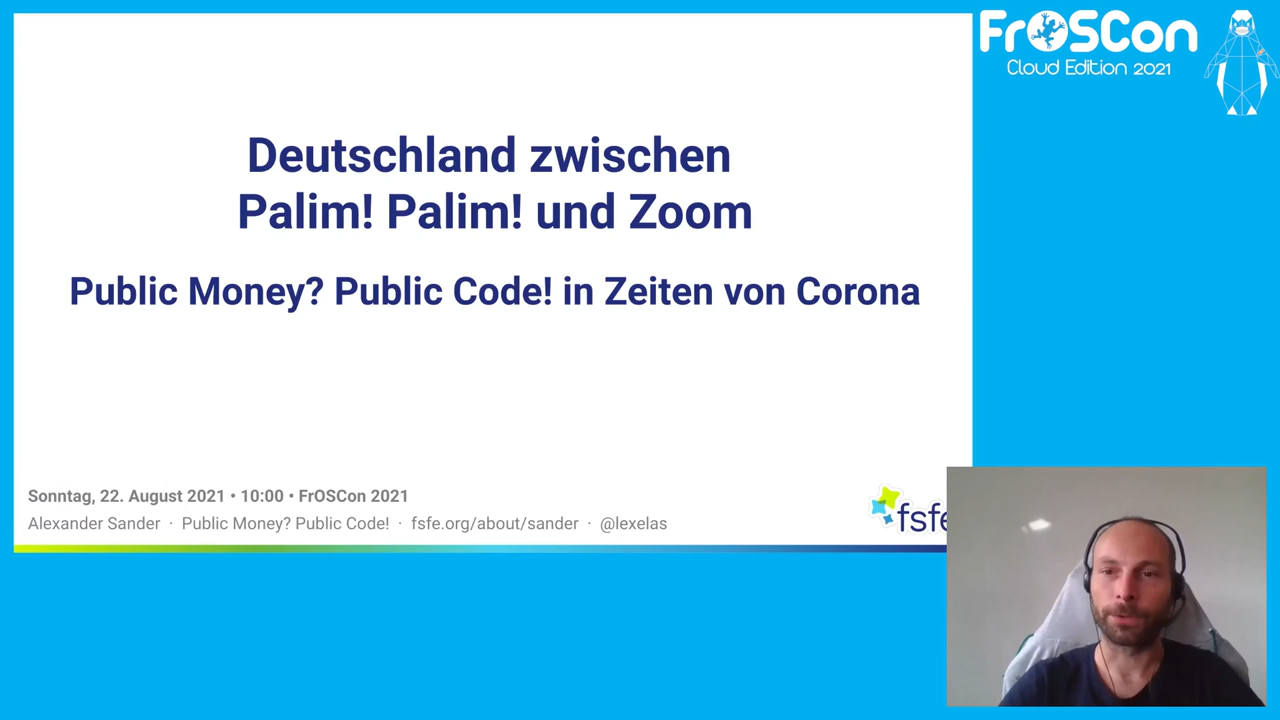 FrOSCon
Cloud Edition 2021
Deutschland zwischen
Palim! Palim! und Zoom
Public Money? Public Code! in Zeiten von Corona
Sonntag, 22. August 2021 • 10:00 • FrOSCon 2021
Alexander Sander · Public Money? Public Code! · fsfe.org/about/sander · @lexelas
fsfe